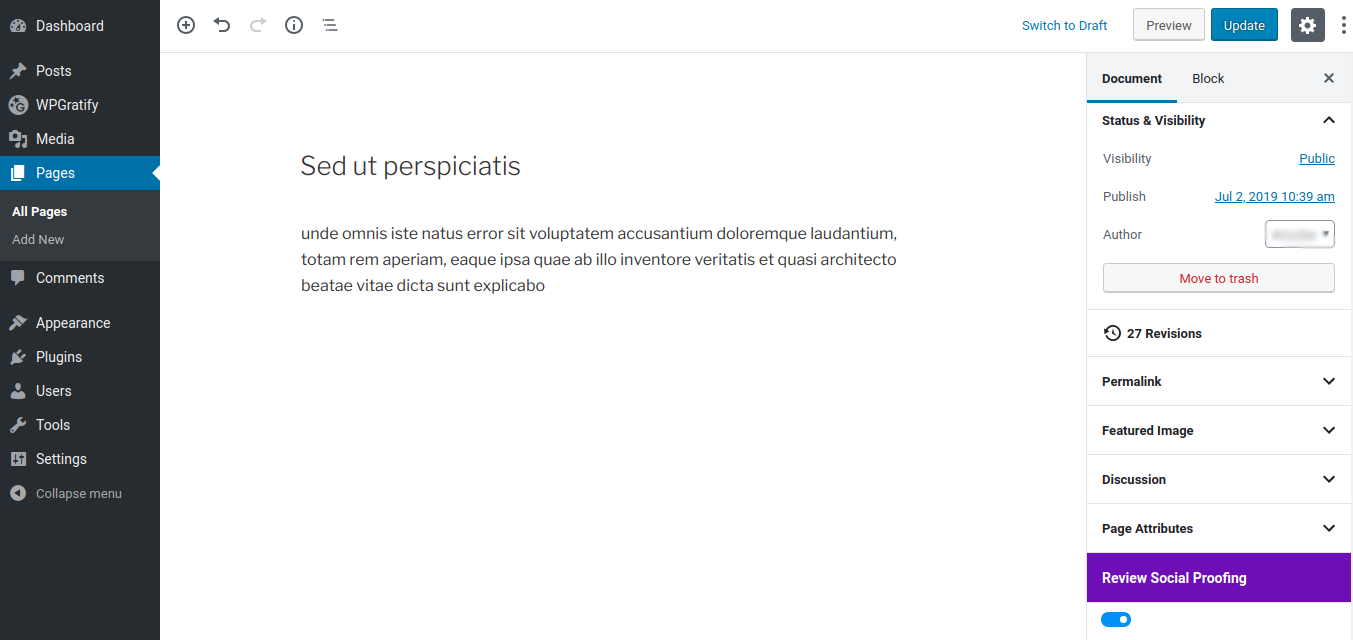 Dashboard
Posts
WPGratify
Media
Pages
All Pages
Add New
Comments
Appearance
Plugins
Users
Tools
Settings
Collapse menu
Switch to Draft
Preview
Update
Sed ut perspiciatis
unde omnis iste natus error sit voluptatem accusantium doloremque laudantium,
totam rem aperiam, eaque ipsa quae ab illo inventore veritatis et quasi architecto
beatae vitae dicta sunt explicabo
Document Block
Status & Visibility
Visibility Public
Publish Jul 2, 2019 10:39 am
Author
Move to trash
27 Revisions
Permalink
Featured Image
Discussion
Page Attributes
Review Social Proofing